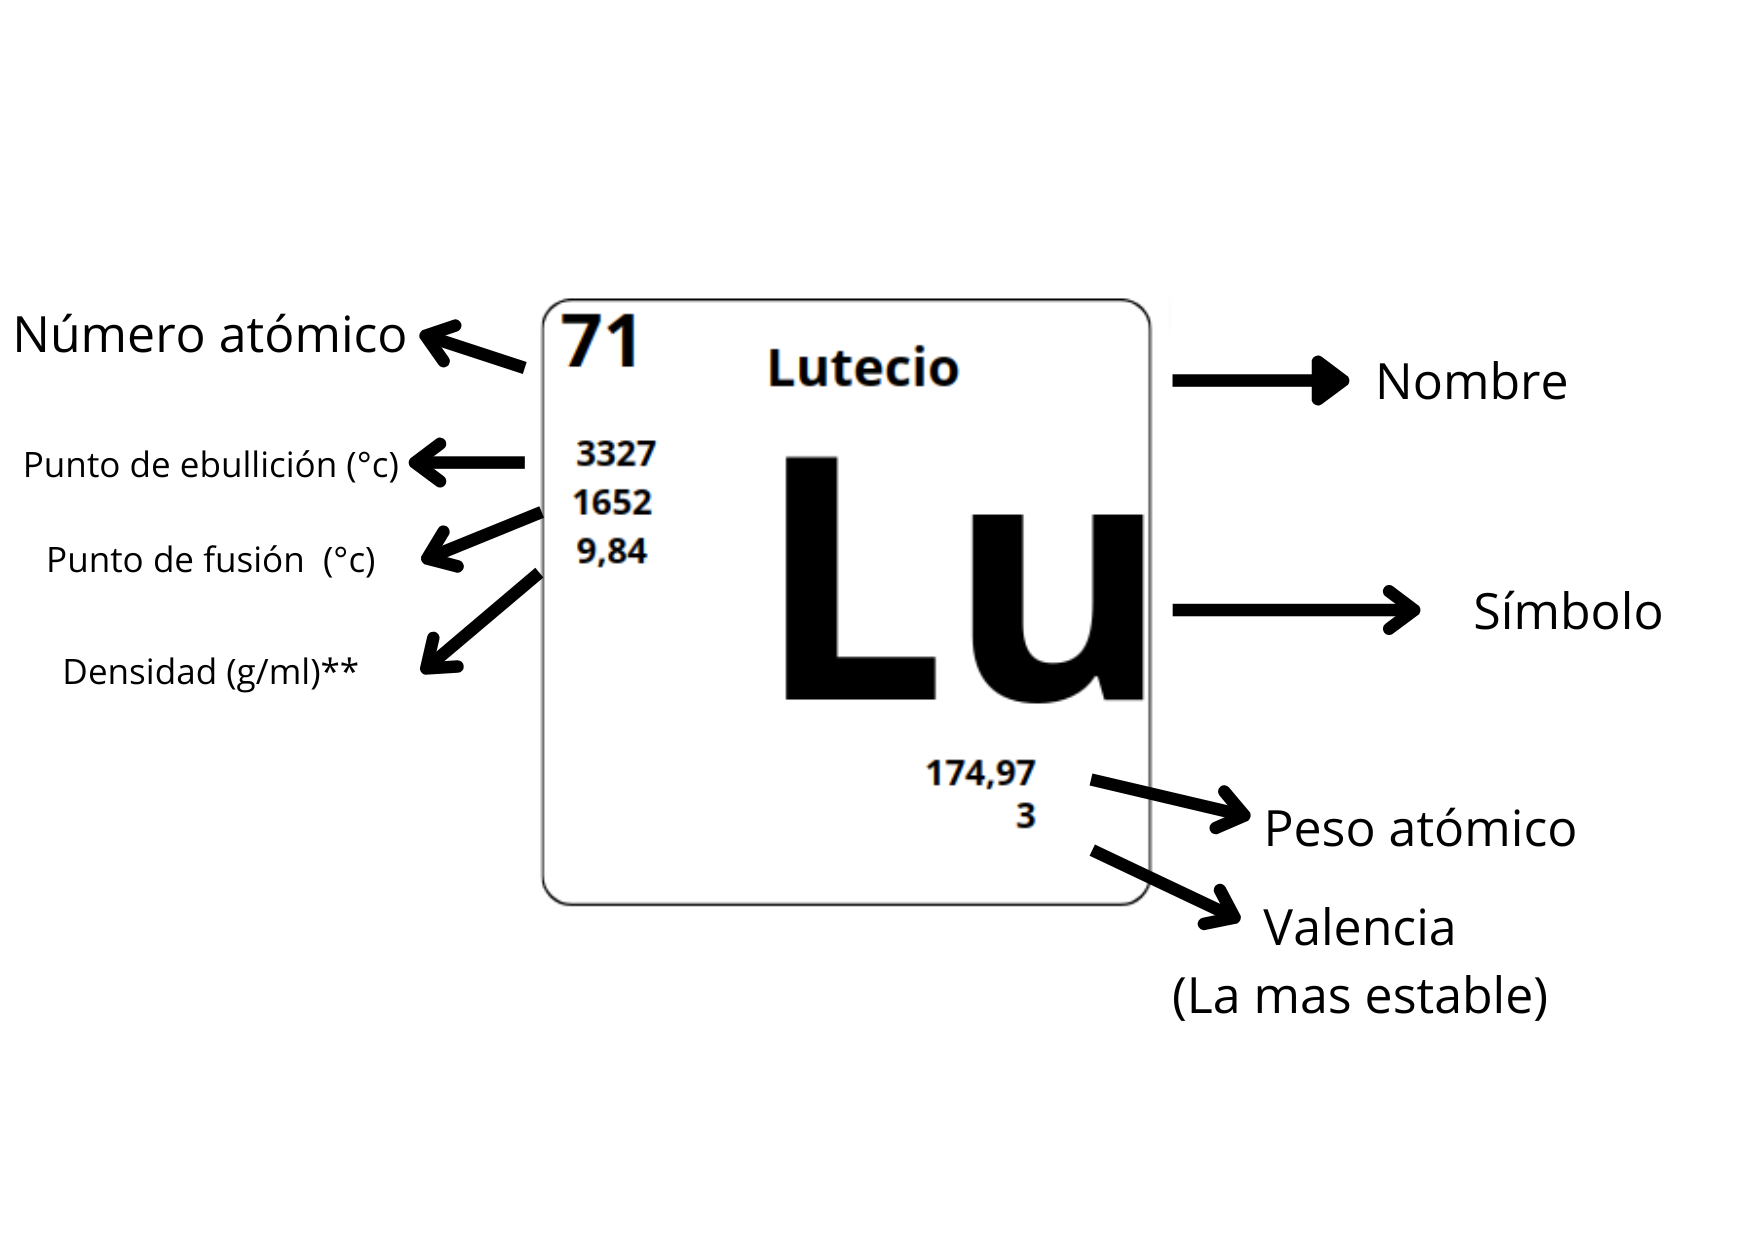 Número atómico
71
Lutecio
Nombre
Punto de ebullición (°c)
3327
Punto de fusión (°c)
1652
Densidad (g/ml)**
9,84
Lu
Símbolo
174,97
Peso atómico
3
Valencia
(La mas estable)